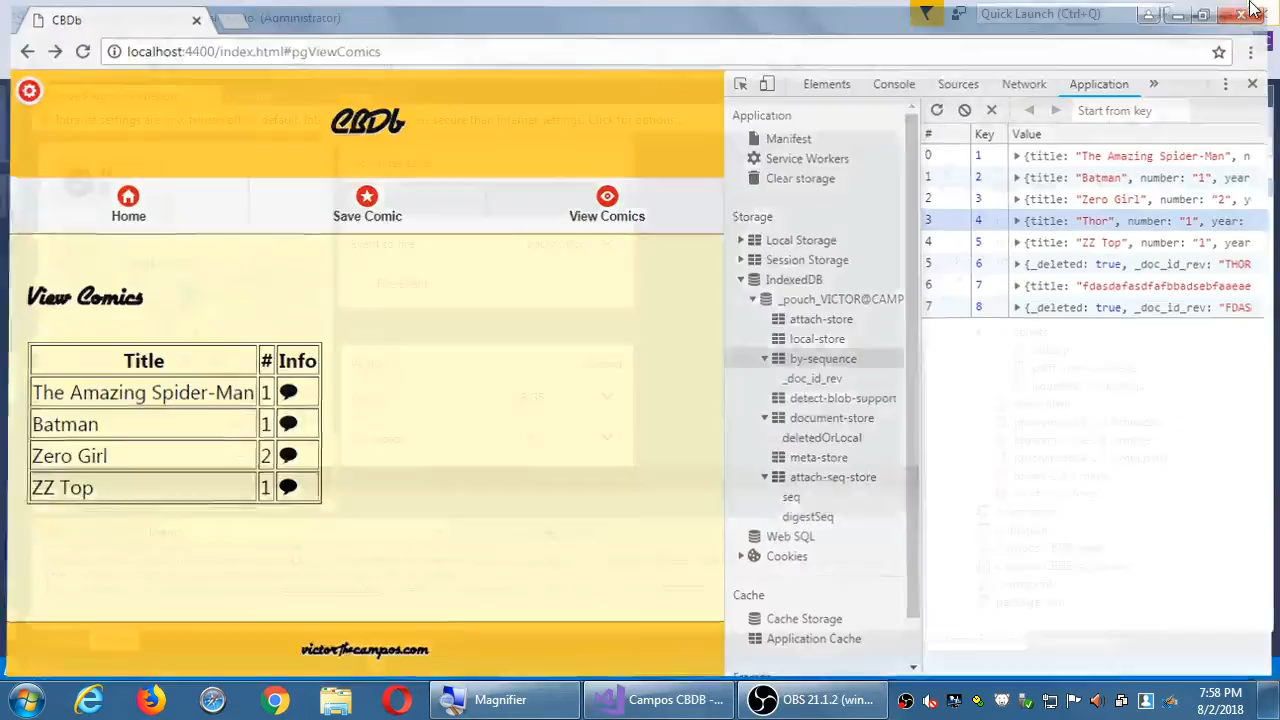 CBDb
(Administrator)
Quick Launch (Ctrl+Q)
localhost:4400/index.html#pgViewComics
CBDb
Home
Save Comic
View Comics
View Comics
Title # Info
The Amazing Spider-Man 1
Batman 1
Zero Girl 2
ZZ Top 1
victorthecampos.com
Elements Console Sources Network Application »
Application
Manifest
Service Workers
Clear storage
Storage
Local Storage
Session Storage
IndexedDB
_pouch_VICTOR@CAMP
attach-store
local-store
by-sequence
_doc_id_rev
detect-blob-support
document-store
deletedOrLocal
meta-store
attach-seq-store
seq
digestSeq
Web SQL
Cookies
Cache
Cache Storage
Application Cache
Start from key
# Key Value
0 1 {title: "The Amazing Spider-Man", n
1 2 {title: "Batman", number: "1", year
2 3 {title: "Zero Girl", number: "2", y
3 4 {title: "Thor", number: "1", year:
4 5 {title: "ZZ Top", number: "1", year
5 6 {_deleted: true, _doc_id_rev: "THOR
6 7 {title: "fdasdafasdfafbbadsebfaaeae
7 8 {_deleted: true, _doc_id_rev: "FDAS
Magnifier
Campos CBDB -...
OBS 21.1.2 (win...
7:58 PM
8/2/2018